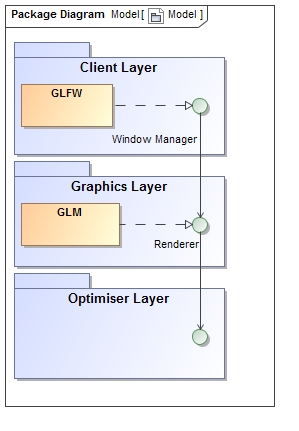 Package Diagram Model[ Model ]
Client Layer
GLFW
Window Manager
Graphics Layer
GLM
Renderer
Optimiser Layer